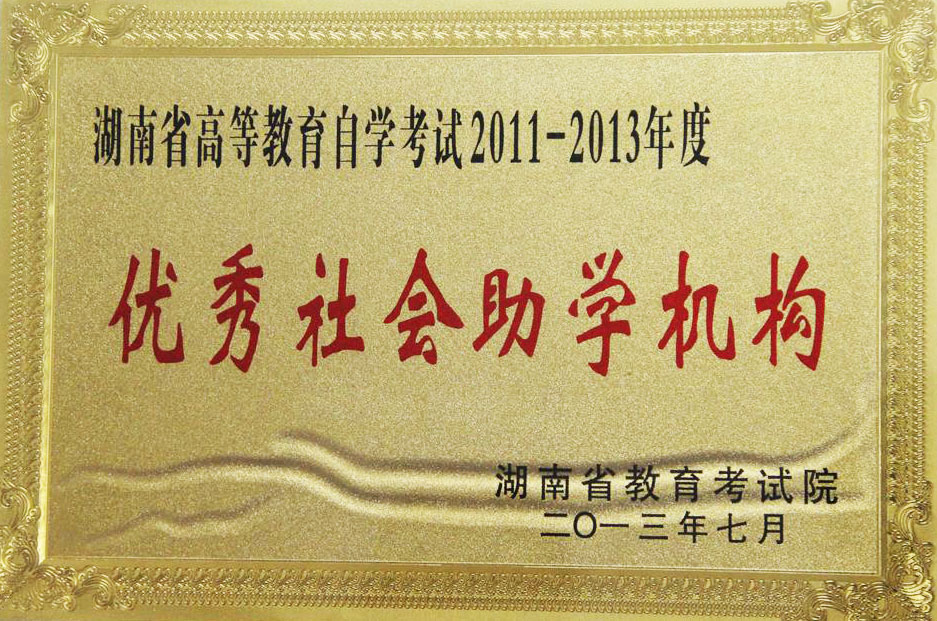 湖南省高等教育自学考试2011-2013年度
优秀社会助学机构
湖南省教育考试院
二〇一三年七月